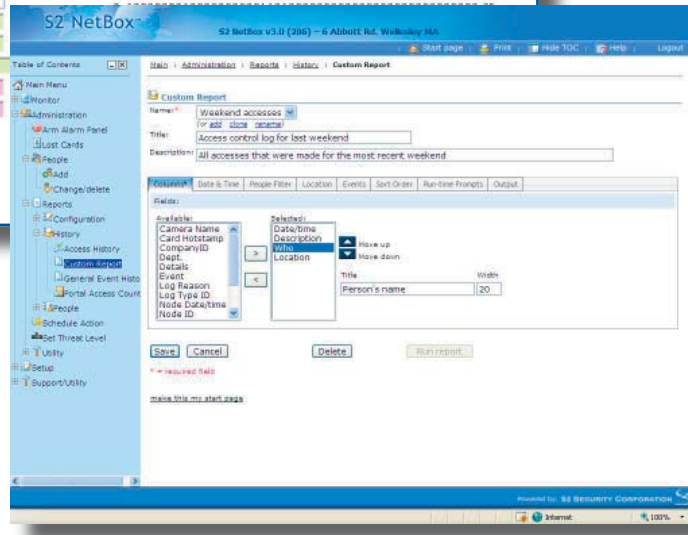 S2 NetBox
S2 NetBox v3.0 (206) – 6 Abbott Rd. Wellesley MA
Start page Print Hide TOC Help Logout
Table of Contents
Main Menu
Monitor
Administration
Arm Alarm Panel
Lost Cards
People
Add
Change/delete
Reports
Configuration
History
Access History
Custom Report
General Event Histo
Portal Access Count
People
Schedule Action
Set Threat Level
Utility
Setup
Support/Utility
Main : Administration : Reports : History : Custom Report
Custom Report
Name:* Weekend accesses
(or add clone rename)
Title: Access control log for last weekend
Description: All accesses that were made for the most recent weekend
Columns* Date & Time People Filter Location Events Sort Order Run-time Prompts Output
Fields:
Available:
Camera Name
Card Hotstamp
CompanyID
Dept.
Details
Event
Log Reason
Log Type ID
Node Date/time
Node ID
>
<
Selected:
Date/time
Description
Who
Location
Move up
Move down
Title Width
Person's name 20
Save Cancel Delete Run report
* = required field
make this my start page
Powered by: S2 SECURITY CORPORATION
Internet 100%